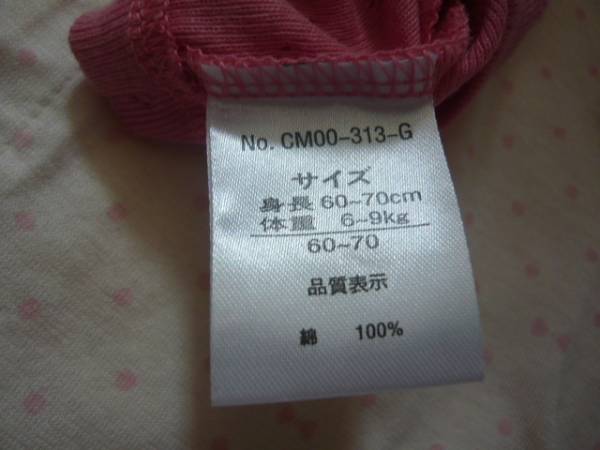 No. CM00-313-G
サイズ
身長 60~70cm
体重 6~9kg
60~70
品質表示
綿 100%